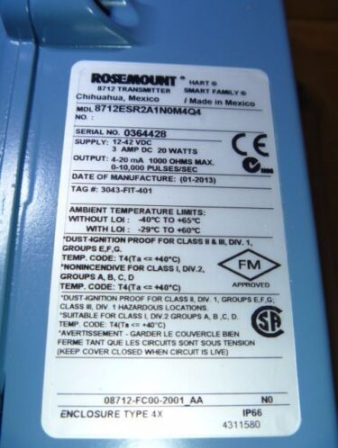 ROSEMOUNT® HART®
8712 TRANSMITTER SMART FAMILY®
Chihuahua, Mexico / Made in Mexico
MDL 8712ESR2A1N0M4Q4
NO. :
SERIAL NO. 0364428
SUPPLY: 12-42 VDC
3 AMP DC 20 WATTS
OUTPUT: 4-20 mA 1000 OHMS MAX.
0-10,000 PULSES/SEC
CE
DATE OF MANUFACTURE: (01-2013)
TAG #: 3043-FIT-401
AMBIENT TEMPERATURE LIMITS:
WITHOUT LOI : -40°C TO +65°C
WITH LOI : -29°C TO +60°C
*DUST-IGNITION PROOF FOR CLASS II & III, DIV. 1,
GROUPS E,F,G.
TEMP. CODE: T4(Ta <= +40°C)
*NONINCENDIVE FOR CLASS I, DIV.2,
GROUPS A, B, C, D
TEMP. CODE: T4(Ta <= +40°C)
FM
APPROVED
*DUST-IGNITION PROOF FOR CLASS II, DIV. 1, GROUPS E,F,G;
CLASS III, DIV. 1 HAZARDOUS LOCATIONS.
*SUITABLE FOR CLASS I, DIV.2 GROUPS A, B, C, D.
TEMP. CODE: T4(Ta <= +40°C)
*AVERTISSEMENT - GARDER LE COUVERCLE BIEN
FERME TANT QUE LES CIRCUITS SONT SOUS TENSION
(KEEP COVER CLOSED WHEN CIRCUIT IS LIVE)
SA
08712-FC00-2001_AA N0
ENCLOSURE TYPE 4X IP66
4311580